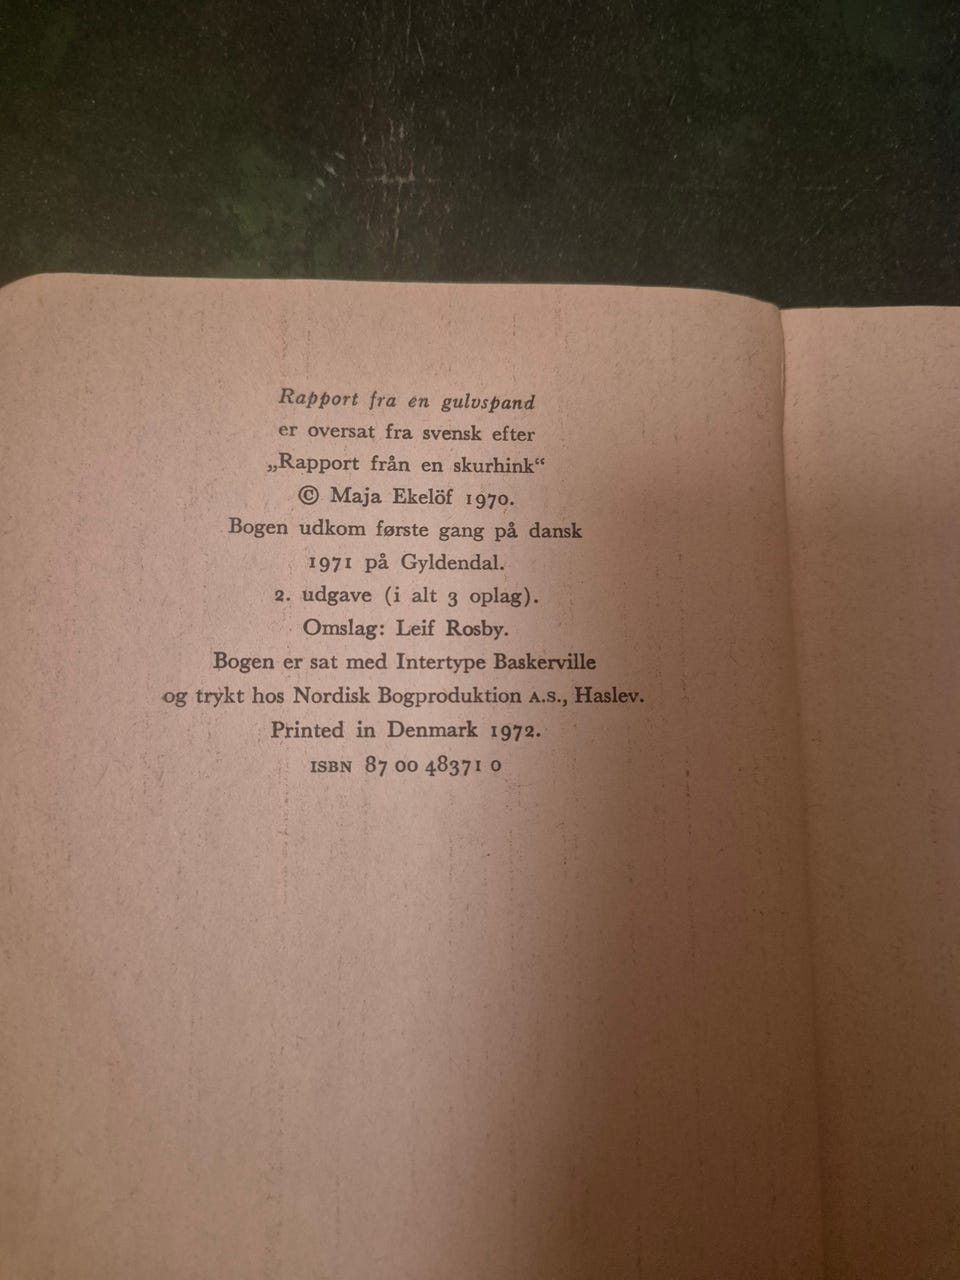 Rapport fra en gulvspand
er oversat fra svensk efter
„Rapport från en skurhink“
© Maja Ekelöf 1970.
Bogen udkom første gang på dansk
1971 på Gyldendal.
2. udgave (i alt 3 oplag).
Omslag: Leif Rosby.
Bogen er sat med Intertype Baskerville
og trykt hos Nordisk Bogproduktion A.S., Haslev.
Printed in Denmark 1972.
ISBN 87 00 48371 0